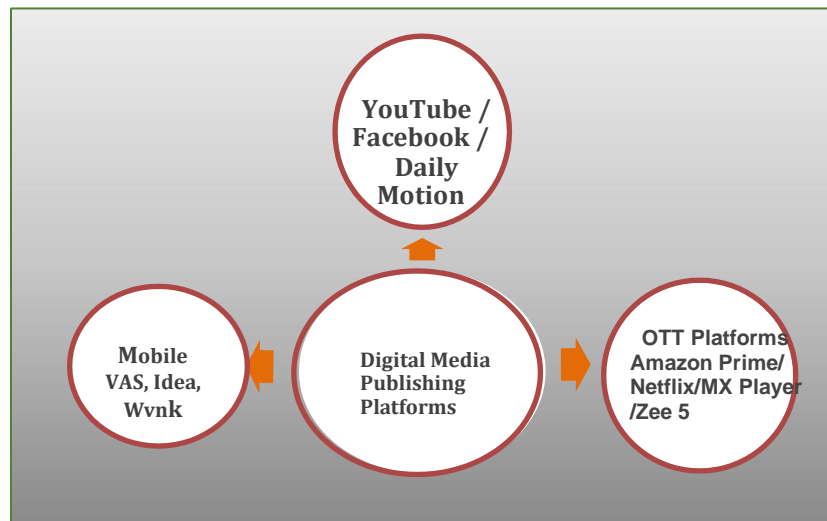 YouTube /
Facebook /
Daily
Motion
Mobile
VAS, Idea,
Wvnk
Digital Media
Publishing
Platforms
OTT Platforms
Amazon Prime/
Netflix/MX Player
/Zee 5